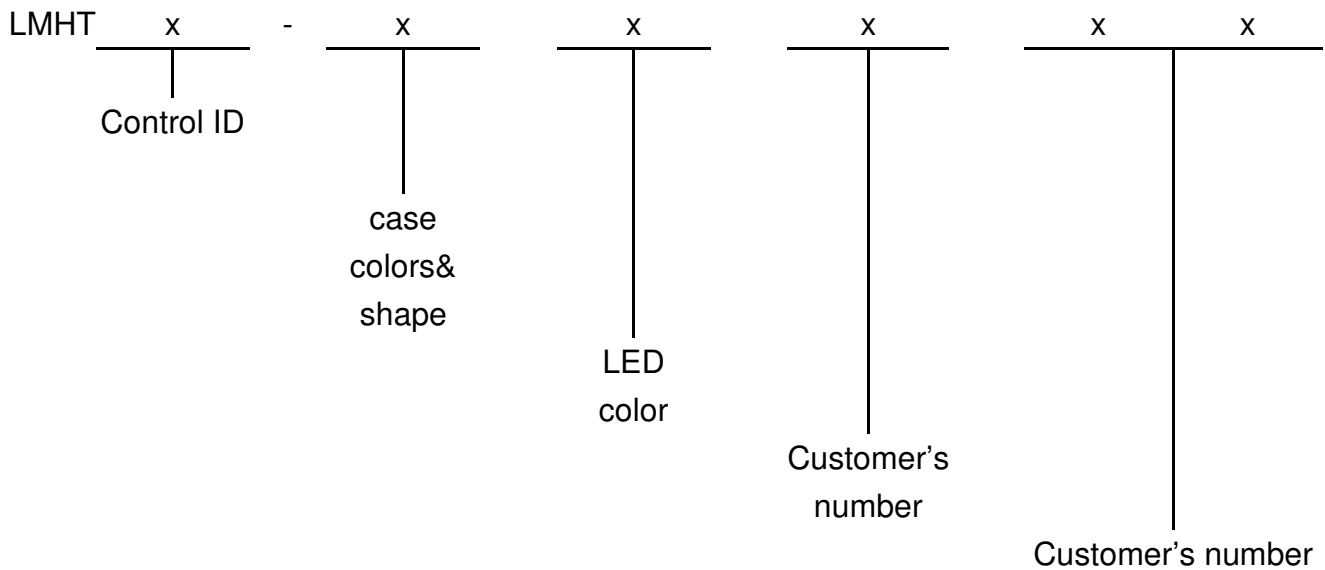 LMHT x - x x x x x
Control ID
case
colors&
shape
LED
color
Customer's
number
Customer's number